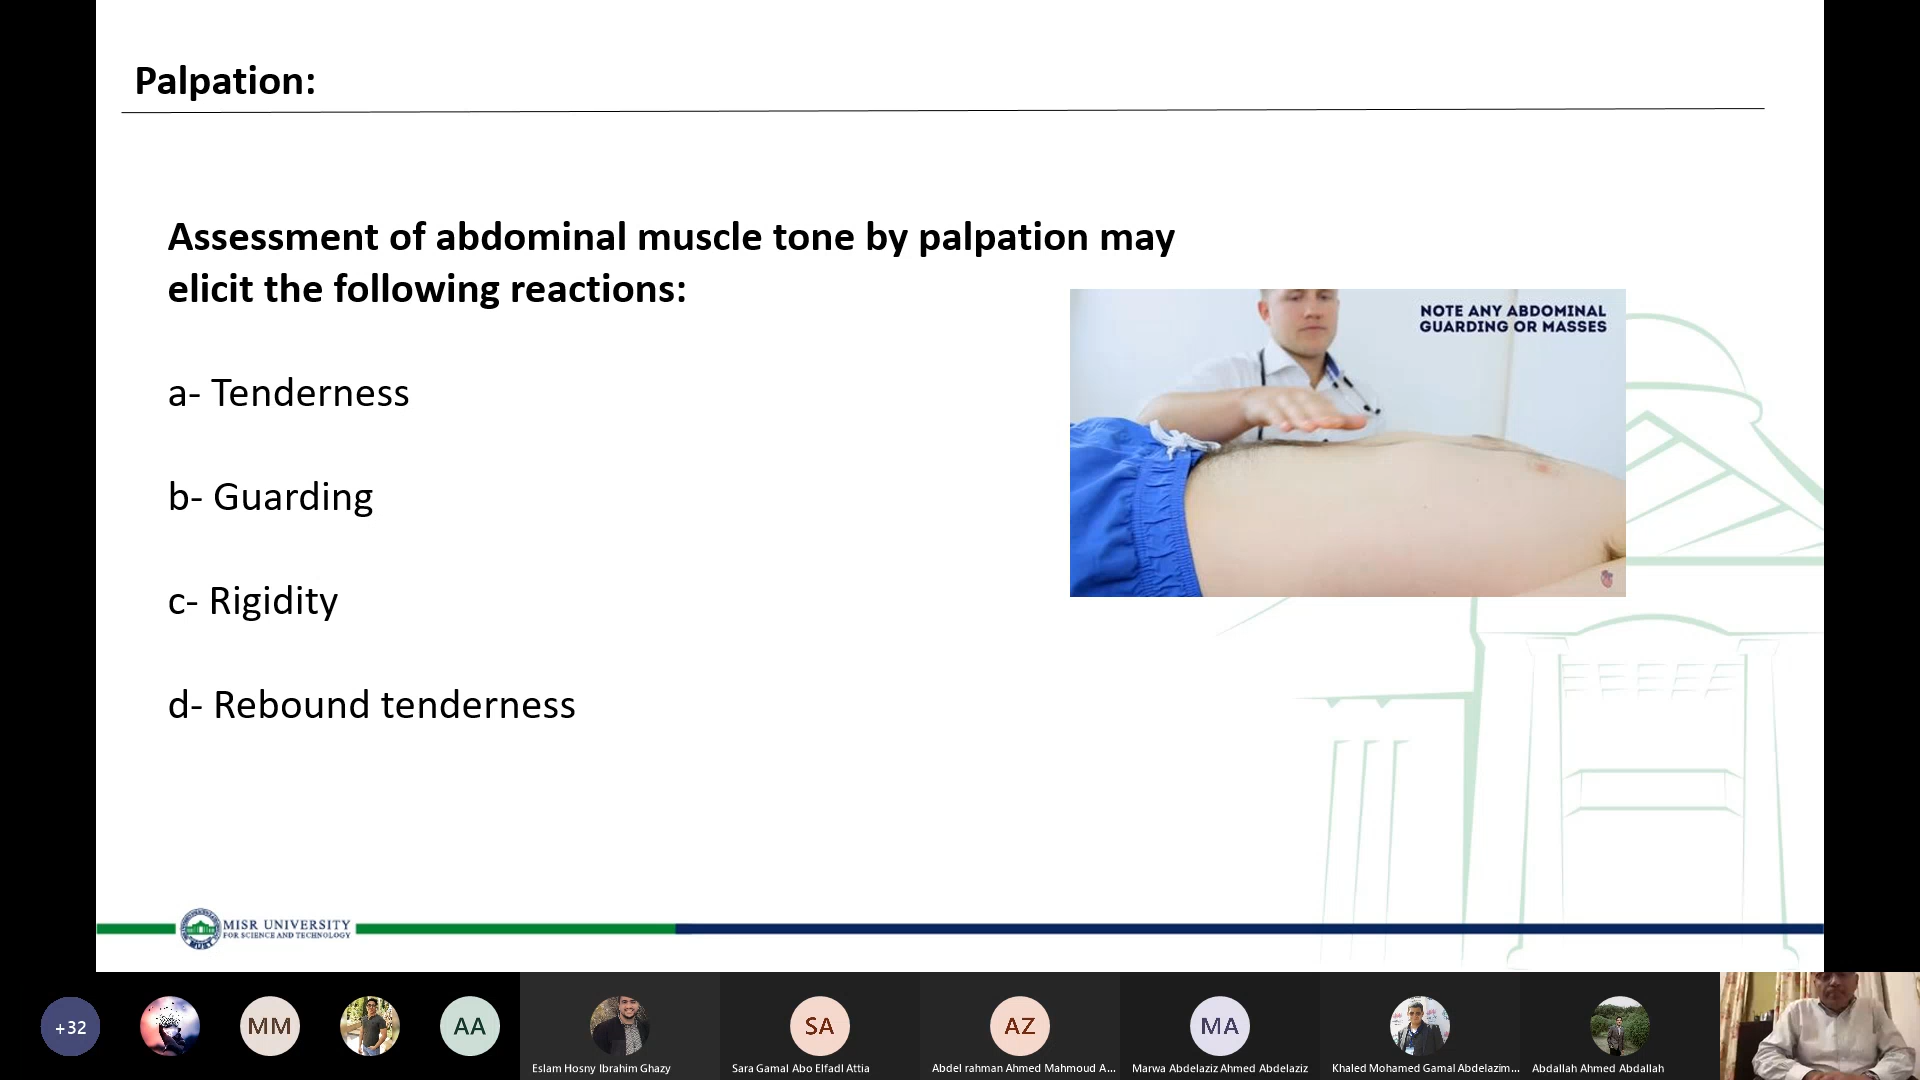 Palpation:
Assessment of abdominal muscle tone by palpation may
elicit the following reactions:
NOTE ANY ABDOMINAL
GUARDING OR MASSES
a- Tenderness
b- Guarding
c- Rigidity
d- Rebound tenderness
MISR UNIVERSITY
FOR SCIENCE AND TECHNOLOGY
MUST
+32
MM
AA
SA
AZ
MA
Eslam Hosny Ibrahim Ghazy
Sara Gamal Abo Elfadl Attia
Abdel rahman Ahmed Mahmoud A...
Marwa Abdelaziz Ahmed Abdelaziz
Khaled Mohamed Gamal Abdelazim...
Abdallah Ahmed Abdallah